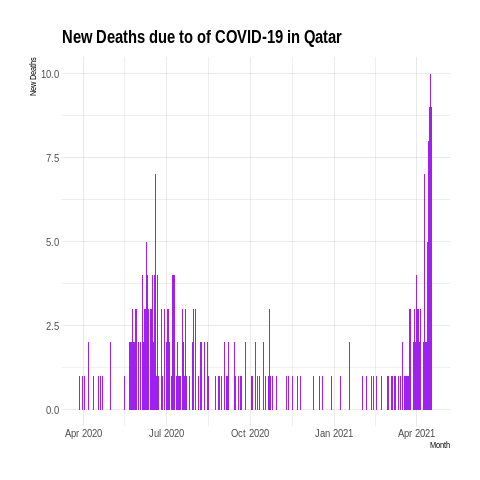 New Deaths due to of COVID-19 in Qatar
New Deaths
10.0
7.5
5.0
2.5
0.0
Apr 2020 Jul 2020 Oct 2020 Jan 2021 Apr 2021
Month